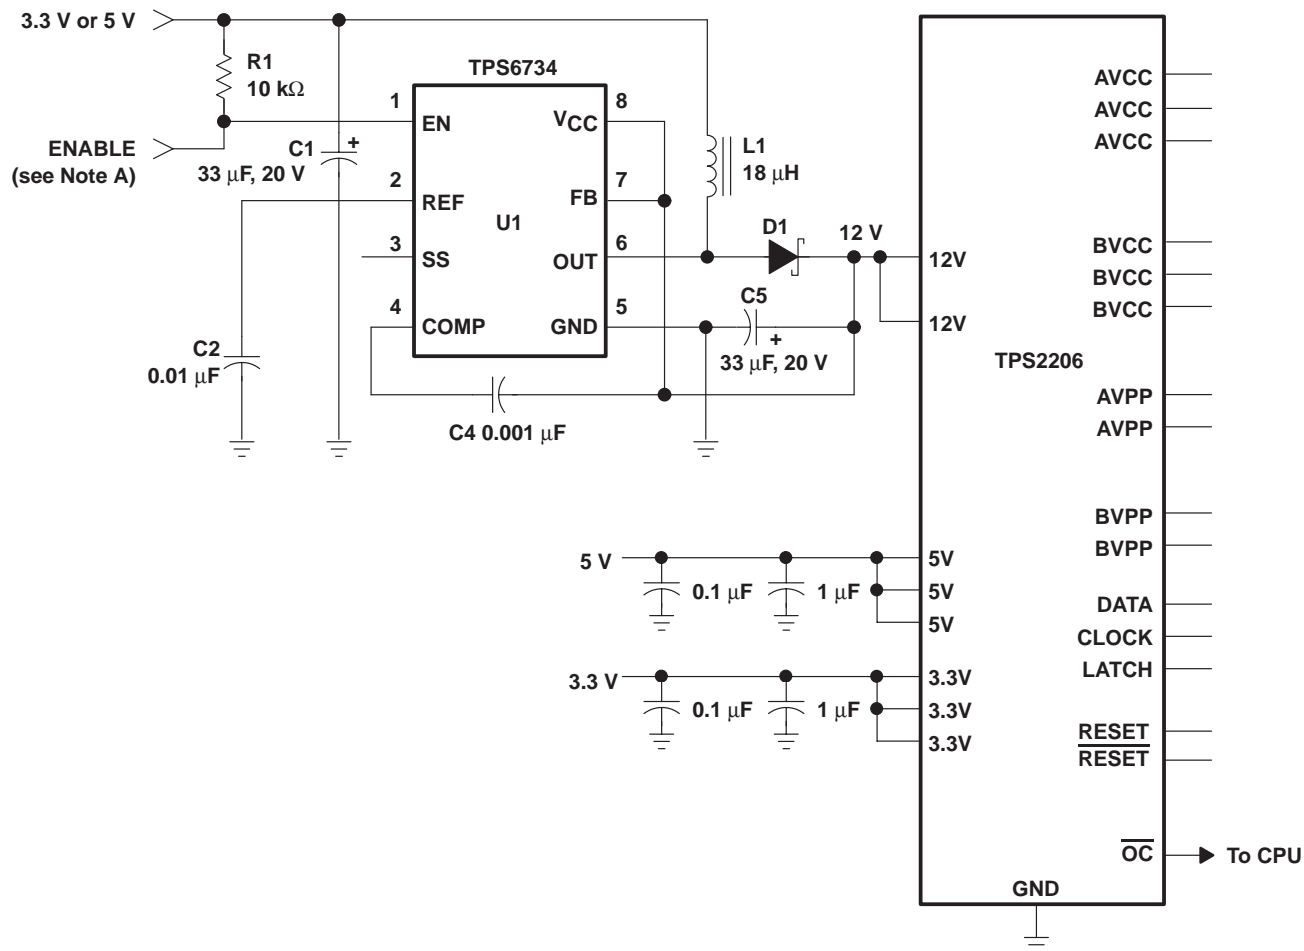 3.3 V or 5 V
R1
10 kΩ
ENABLE
(see Note A)
C1
+
33 μF, 20 V
C2
0.01 μF
TPS6734
1
EN
2
REF
3
SS
4
COMP
U1
8
VCC
7
FB
6
OUT
5
GND
C4 0.001 μF
L1
18 μH
D1
12 V
C5
+
33 μF, 20 V
12V
12V
TPS2206
AVCC
AVCC
AVCC
BVCC
BVCC
BVCC
AVPP
AVPP
BVPP
BVPP
DATA
CLOCK
LATCH
RESET
RESET
OC
To CPU
5 V
0.1 μF
1 μF
5V
5V
5V
3.3 V
0.1 μF
1 μF
3.3V
3.3V
3.3V
GND